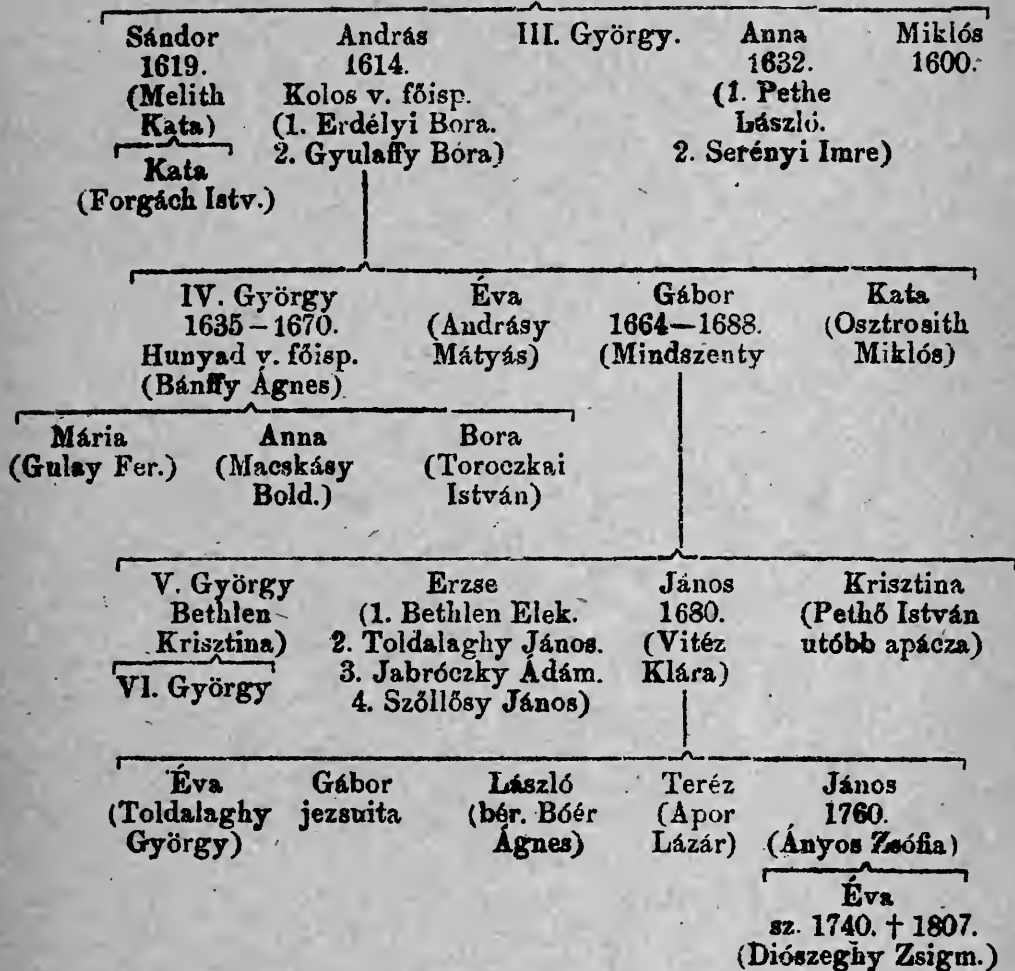 Sándor András III. György. Anna Miklós
1619. 1614. 1632. 1600.
(Melith Kolos v. főisp. (1. Pethe
Kata) (1. Erdélyi Bora. László.
2. Gyulaffy Bóra) 2. Serényi Imre)
Kata
(Forgách Istv.)
IV. György Éva Gábor Kata
1635–1670. (Andrásy 1664—1688. (Osztrosith
Hunyad v. főisp. Mátyás) (Mindszenty Miklós)
(Bánffy Ágnes)
Mária Anna Bora
(Gulay Fer.) (Macskásy (Toroczkai
Bold.) István)
V. György Erzse János Krisztina
Bethlen (1. Bethlen Elek. 1680. (Pethő István
Krisztina) 2. Toldalaghy János. (Vitéz utóbb apácza)
VI. György 3. Jabróczky Ádám. Klára)
4. Szőllősy János)
Éva Gábor László Teréz János
(Toldalaghy jezsuita (bér. Bóér (Apor 1760.
György) Ágnes) Lázár) (Ányos Zsófia)
Éva
sz. 1740. † 1807.
(Diószeghy Zsigm.)